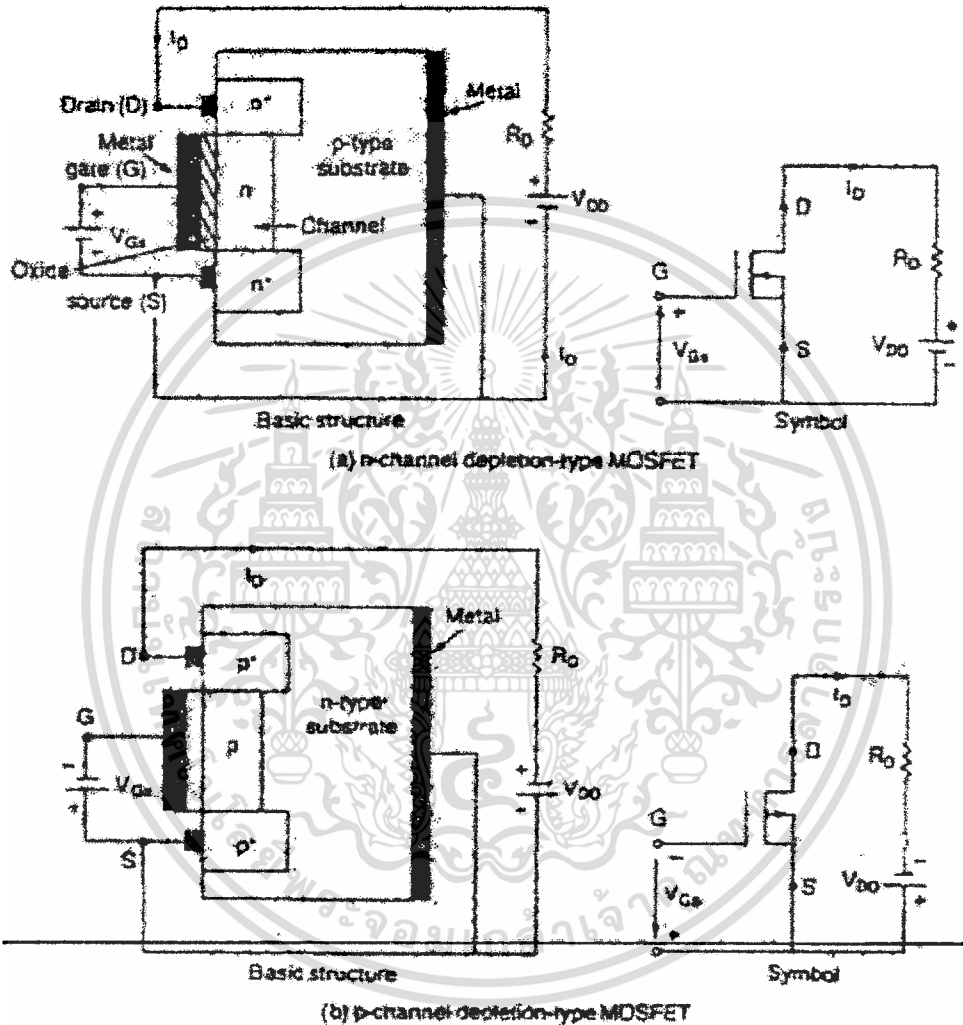 I_D
Drain (D)
n⁺
Metal
Metal
gare (G)
p-type
substrate
R_D
n
Channel
+
V_Gs
-
+
V_DD
-
Oxide
source (S)
n⁺
I_D
Basic structure
I_D
D
R_D
G
+
V_Gs
S
V_DD
+
-
Symbol
(a) n-channel depletion-type MOSFET
I_D
Metal
D
p⁺
R_D
n-type
substrate
G
p
-
V_Gs
+
+
V_DD
-
S
p⁺
Basic structure
I_D
D
R_D
G
-
V_Gs
+
S
V_DD
-
+
Symbol
(b) p-channel depletion-type MOSFET